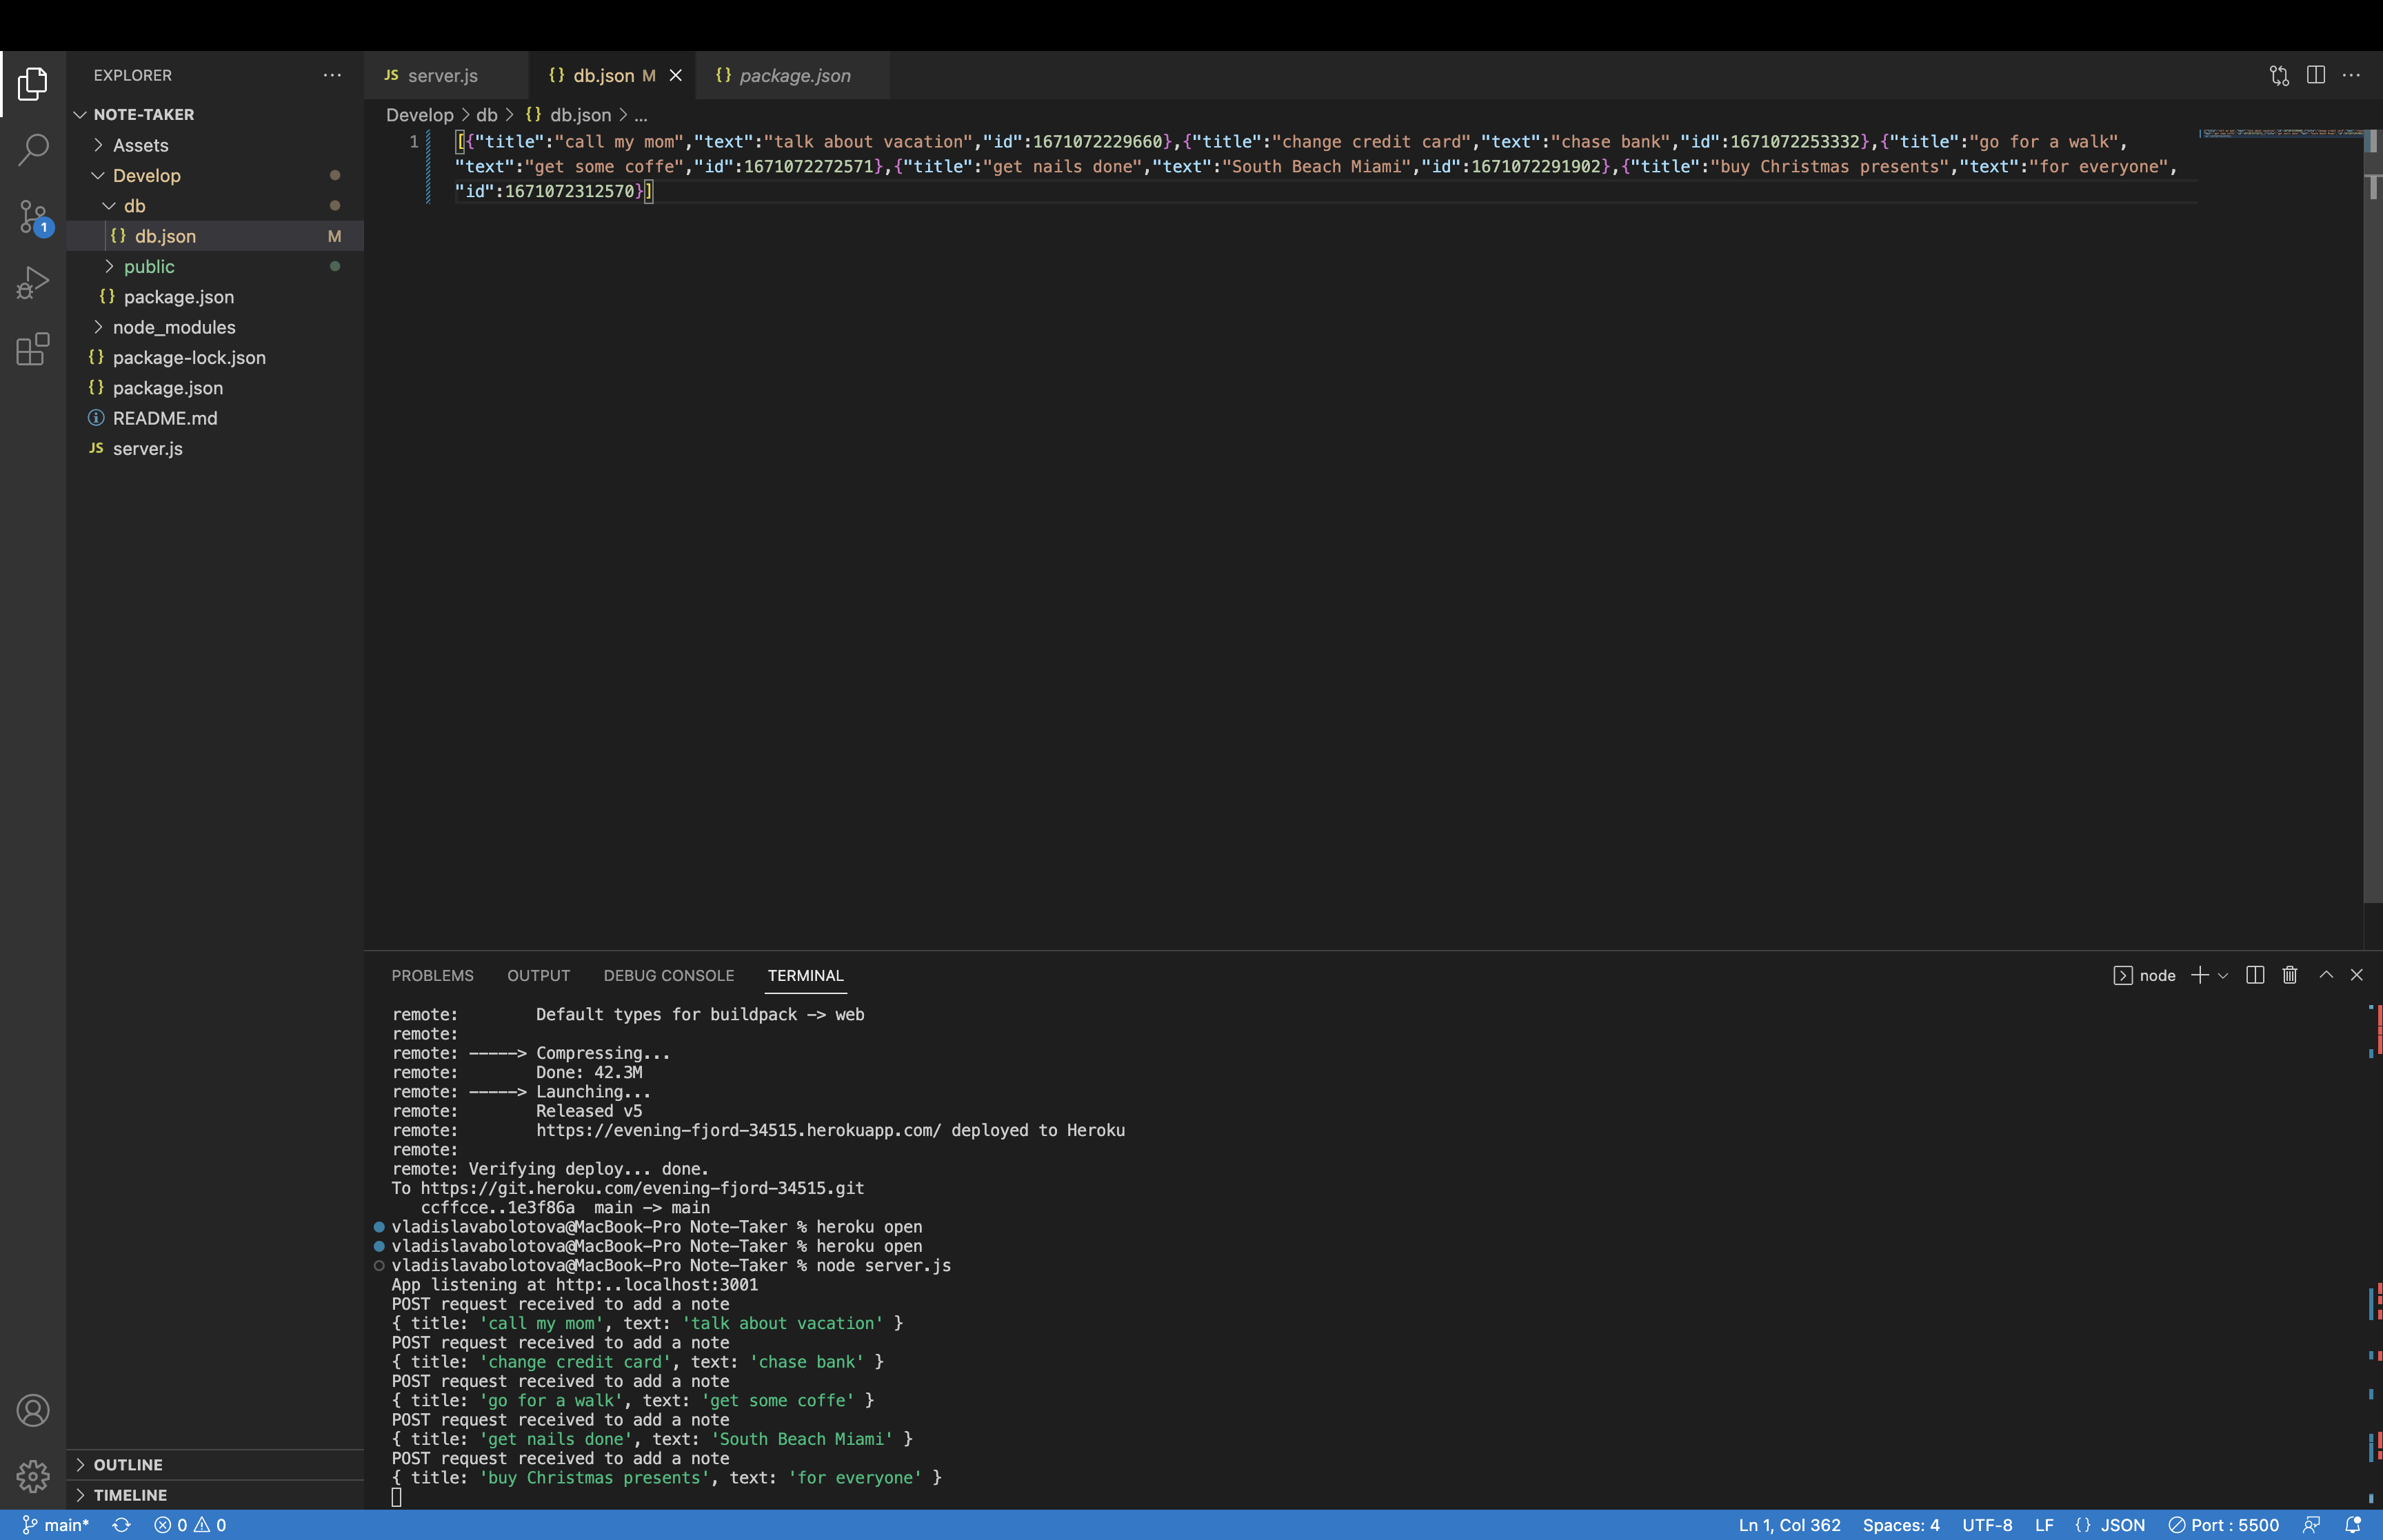 EXPLORER
NOTE-TAKER
Assets
Develop
db
{} db.json M
public
{} package.json
node_modules
{} package-lock.json
{} package.json
README.md
JS server.js
OUTLINE
TIMELINE
1
JS server.js
{} db.json M
{} package.json
Develop > db > {} db.json > ...
1
[{"title":"call my mom","text":"talk about vacation","id":1671072229660},{"title":"change credit card","text":"chase bank","id":1671072253332},{"title":"go for a walk",
"text":"get some coffe","id":1671072272571},{"title":"get nails done","text":"South Beach Miami","id":1671072291902},{"title":"buy Christmas presents","text":"for everyone",
"id":1671072312570}]
PROBLEMS OUTPUT DEBUG CONSOLE TERMINAL
node
remote:        Default types for buildpack -> web
remote:
remote: -----> Compressing...
remote:        Done: 42.3M
remote: -----> Launching...
remote:        Released v5
remote:        https://evening-fjord-34515.herokuapp.com/ deployed to Heroku
remote:
remote: Verifying deploy... done.
To https://git.heroku.com/evening-fjord-34515.git
   ccffcce..1e3f86a  main -> main
vladislavabolotova@MacBook-Pro Note-Taker % heroku open
vladislavabolotova@MacBook-Pro Note-Taker % heroku open
vladislavabolotova@MacBook-Pro Note-Taker % node server.js
App listening at http:..localhost:3001
POST request received to add a note
{ title: 'call my mom', text: 'talk about vacation' }
POST request received to add a note
{ title: 'change credit card', text: 'chase bank' }
POST request received to add a note
{ title: 'go for a walk', text: 'get some coffe' }
POST request received to add a note
{ title: 'get nails done', text: 'South Beach Miami' }
POST request received to add a note
{ title: 'buy Christmas presents', text: 'for everyone' }
main* 0 0
Ln 1, Col 362 Spaces: 4 UTF-8 LF {} JSON Port : 5500